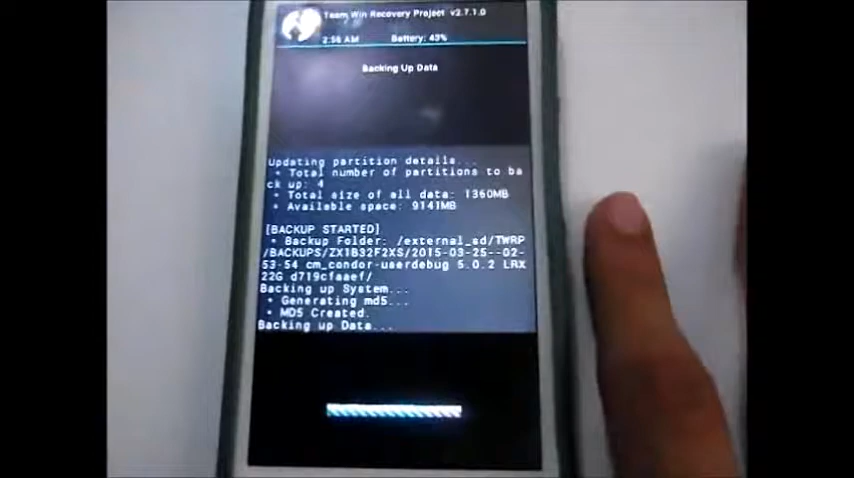 Team Win Recovery Project v2.7.1.0
2:56 AM Battery: 43%
Backing Up Data
Updating partition details...
• Total number of partitions to ba
ck up: 4
• Total size of all data: 1360MB
• Available space: 9141MB
[BACKUP STARTED]
• Backup Folder: /external_sd/TWRP
/BACKUPS/ZX1B32F2XS/2015-03-25--02-
53-54 cm_condor-userdebug 5.0.2 LRX
22G d719cfaaef/
Backing up System...
• Generating md5...
• MD5 Created.
Backing up Data...